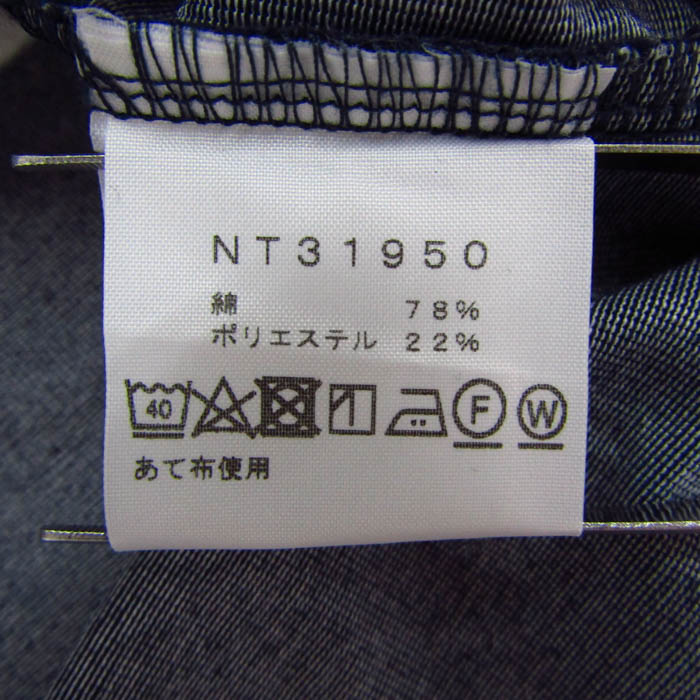 NT31950
綿 78%
ポリエステル 22%
40 F W
あて布使用